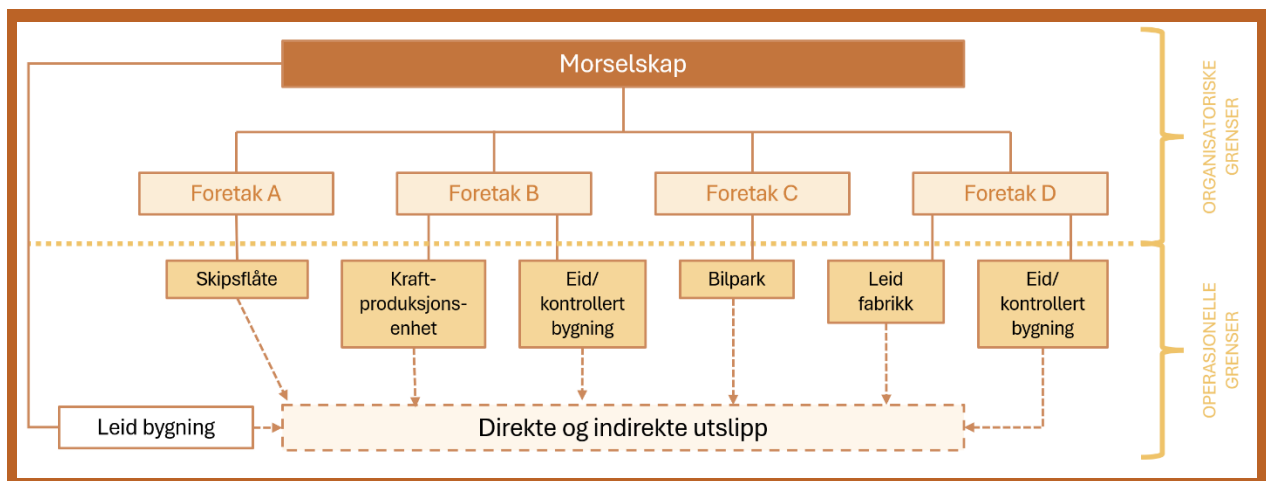 Morselskap
ORGANISATORISKE
GRENSER
Foretak A
Foretak B
Foretak C
Foretak D
Skipsflåte
Kraft-
produksjons-
enhet
Eid/
kontrollert
bygning
Bilpark
Leid
fabrikk
Eid/
kontrollert
bygning
OPERASJONELLE
GRENSER
Leid bygning
Direkte og indirekte utslipp